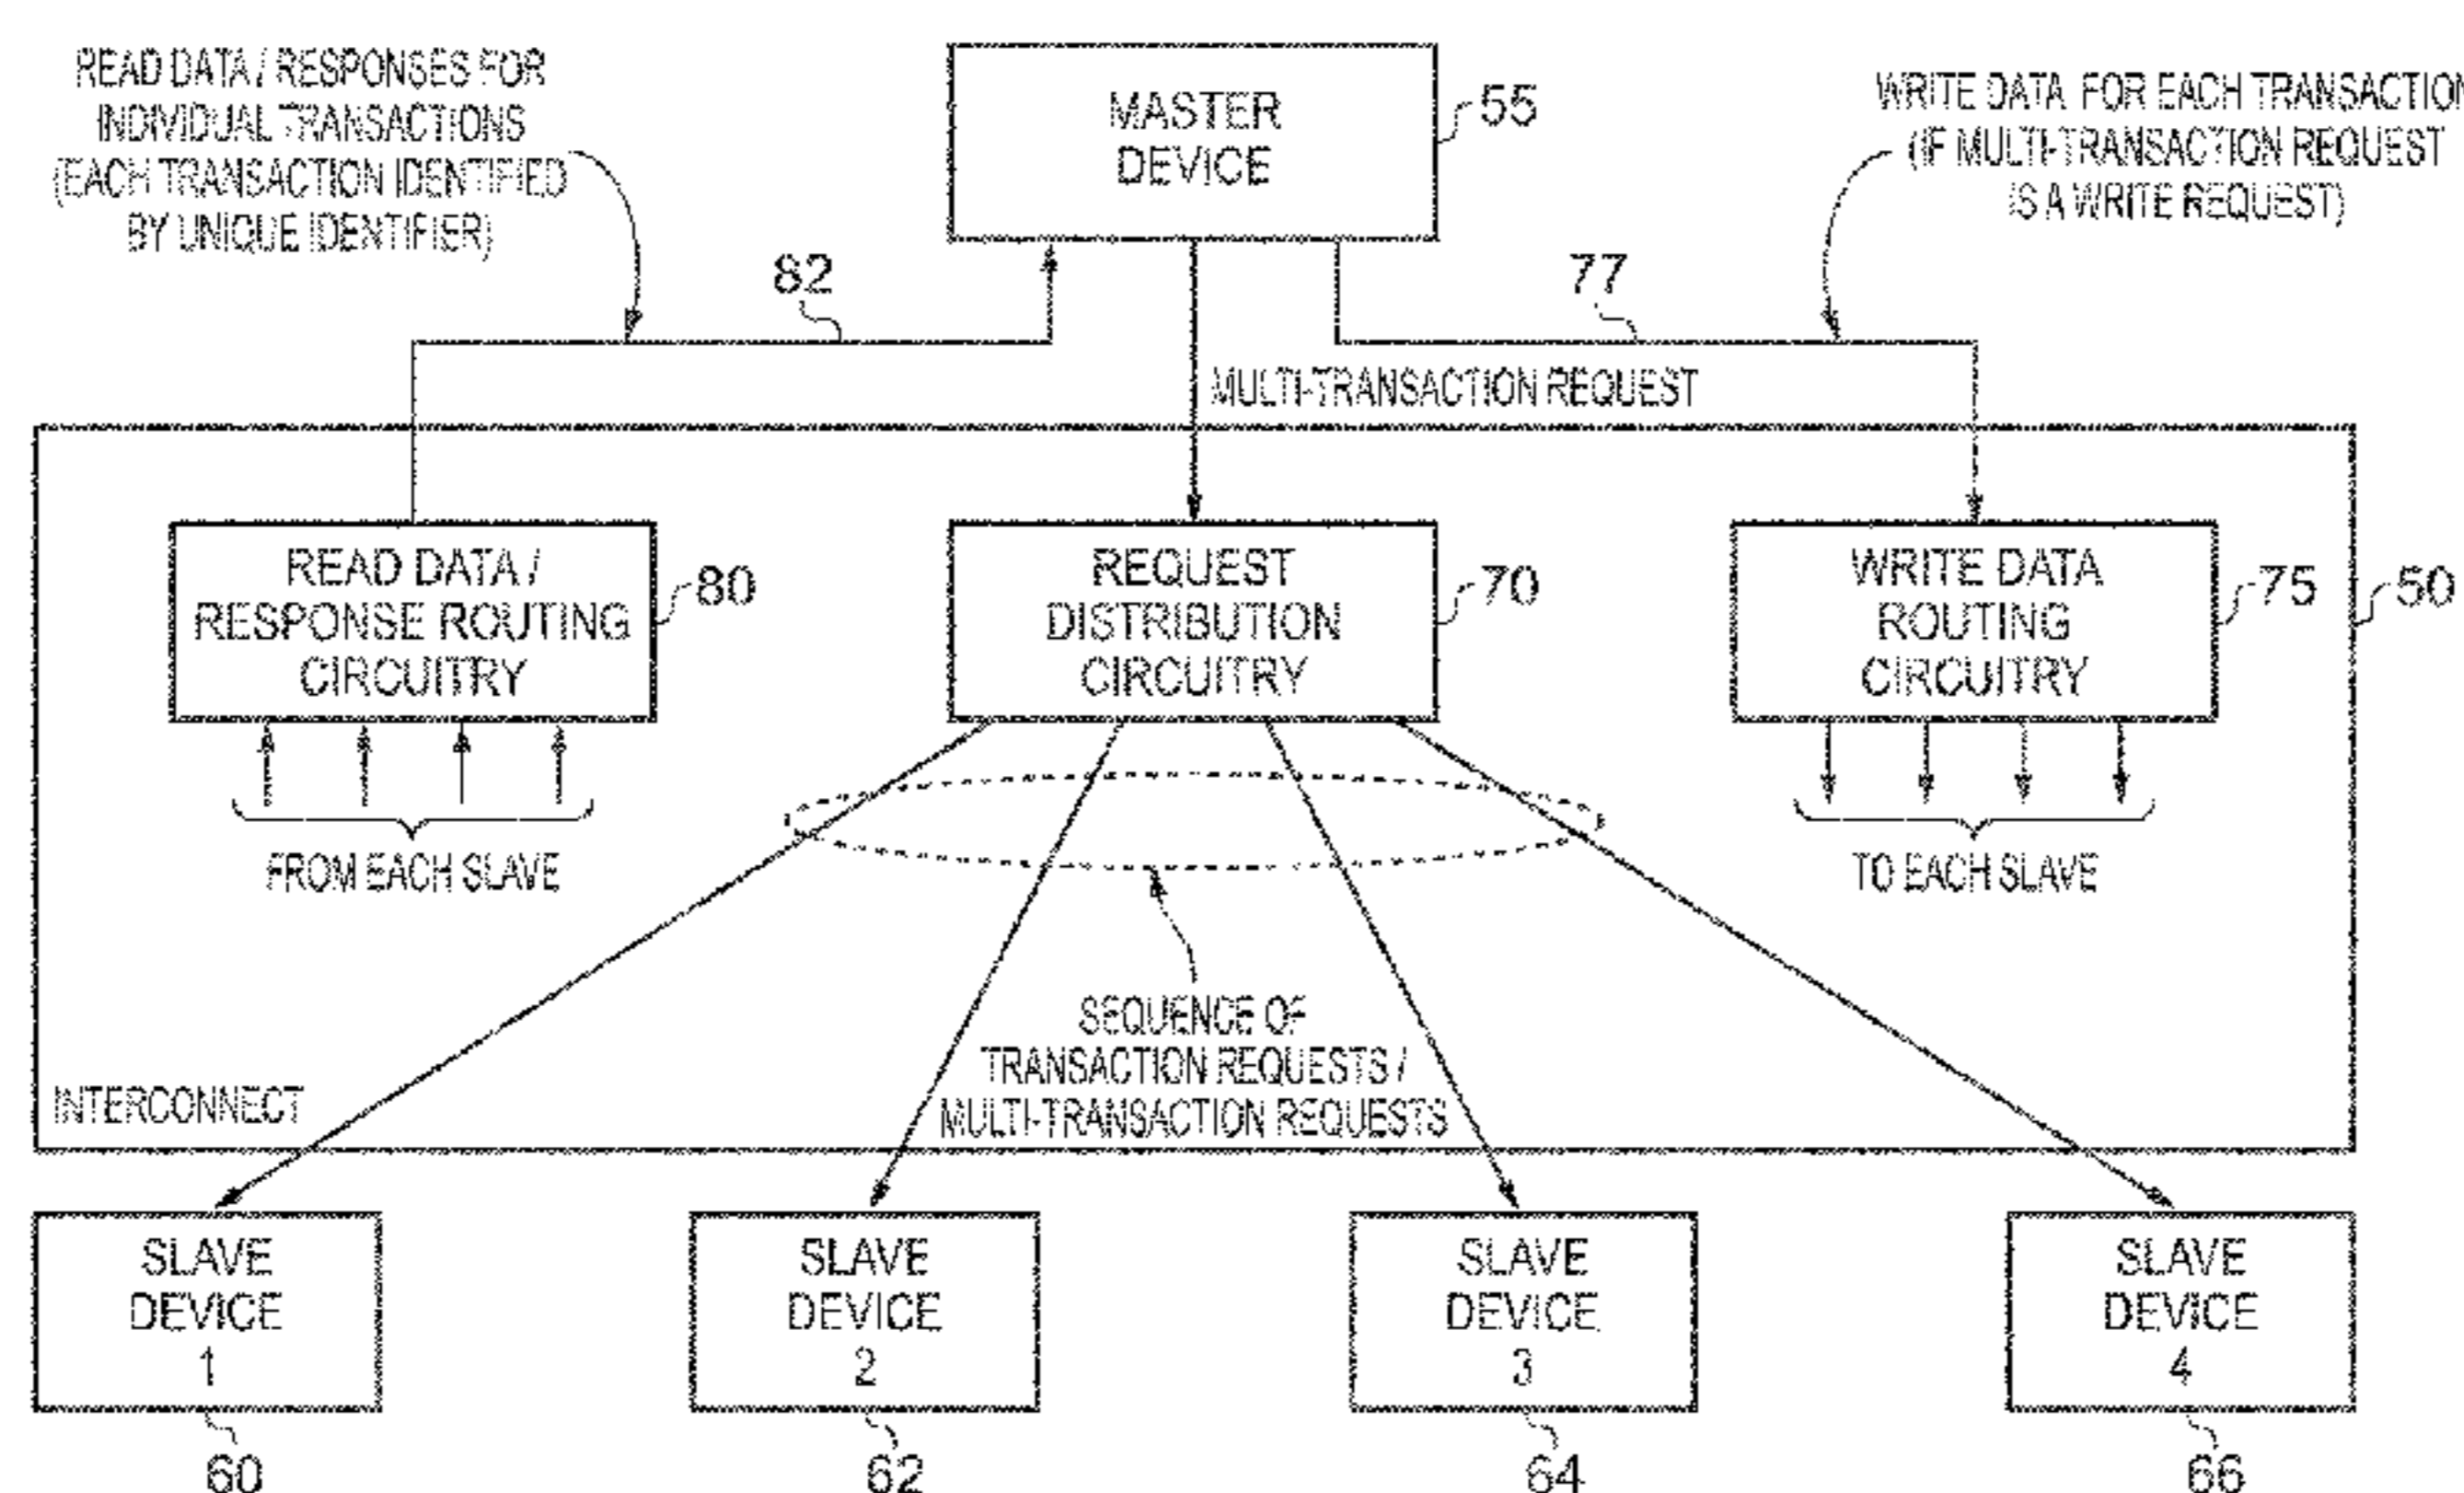 READ DATA / RESPONSES FOR
INDIVIDUAL TRANSACTIONS
(EACH TRANSACTION IDENTIFIED
BY UNIQUE IDENTIFIER)
MASTER
DEVICE
55
WRITE DATA FOR EACH TRANSACTION
(IF MULTI-TRANSACTION REQUEST
IS A WRITE REQUEST)
82
77
MULTI-TRANSACTION REQUEST
READ DATA /
RESPONSE ROUTING
CIRCUITRY
80
REQUEST
DISTRIBUTION
CIRCUITRY
70
WRITE DATA
ROUTING
CIRCUITRY
75
50
FROM EACH SLAVE
TO EACH SLAVE
SEQUENCE OF
TRANSACTION REQUESTS /
MULTI-TRANSACTION REQUESTS
INTERCONNECT
SLAVE
DEVICE
1
SLAVE
DEVICE
2
SLAVE
DEVICE
3
SLAVE
DEVICE
4
60
62
64
66